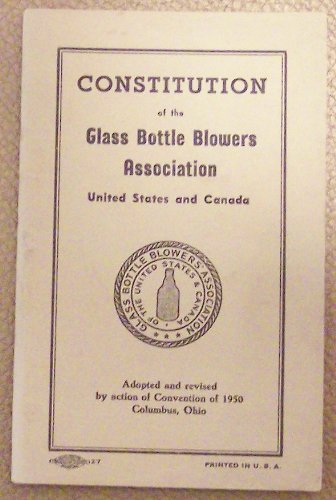 CONSTITUTION
of the
Glass Bottle Blowers
Association
United States and Canada
GLASS BOTTLE BLOWERS ASSOCIATION
OF THE UNITED STATES & CANADA
Adopted and revised
by action of Convention of 1950
Columbus, Ohio
27
PRINTED IN U. S. A.